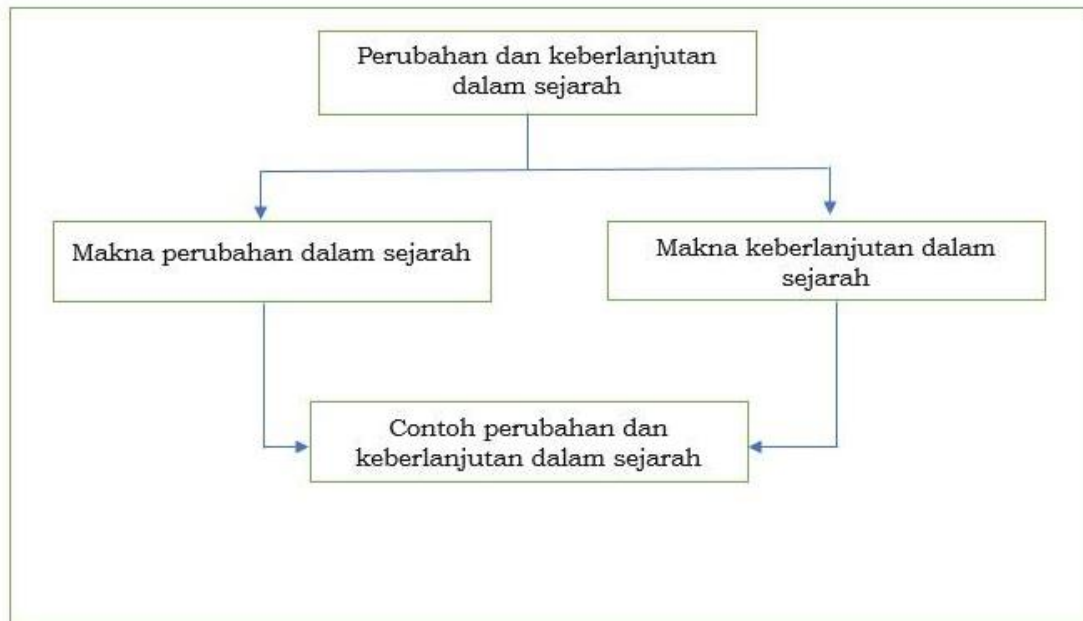 Perubahan dan keberlanjutan
dalam sejarah
Makna perubahan dalam sejarah
Makna keberlanjutan dalam
sejarah
Contoh perubahan dan
keberlanjutan dalam sejarah